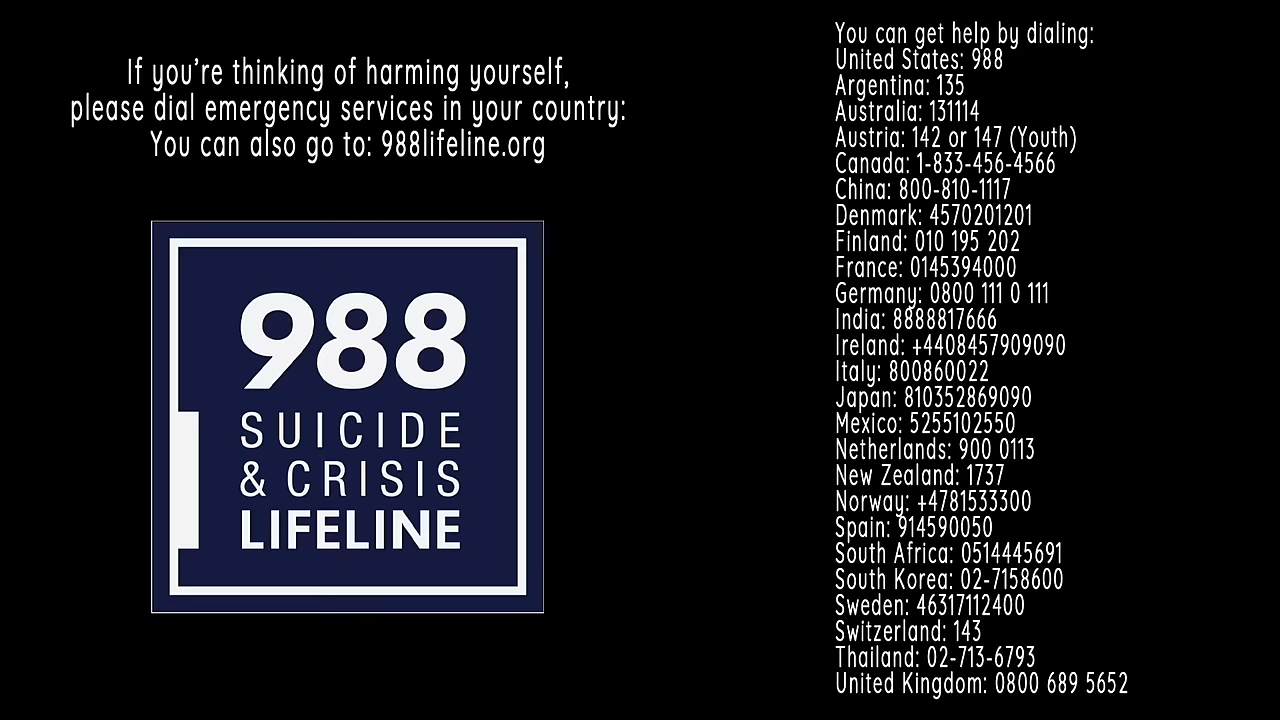 If you're thinking of harming yourself,
please dial emergency services in your country:
You can also go to: 988lifeline.org
988
SUICIDE
& CRISIS
LIFELINE
You can get help by dialing:
United States: 988
Argentina: 135
Australia: 131114
Austria: 142 or 147 (Youth)
Canada: 1-833-456-4566
China: 800-810-1117
Denmark: 4570201201
Finland: 010 195 202
France: 0145394000
Germany: 0800 111 0 111
India: 8888817666
Ireland: +4408457909090
Italy: 800860022
Japan: 810352869090
Mexico: 5255102550
Netherlands: 900 0113
New Zealand: 1737
Norway: +4781533300
Spain: 914590050
South Africa: 0514445691
South Korea: 02-7158600
Sweden: 46317112400
Switzerland: 143
Thailand: 02-713-6793
United Kingdom: 0800 689 5652